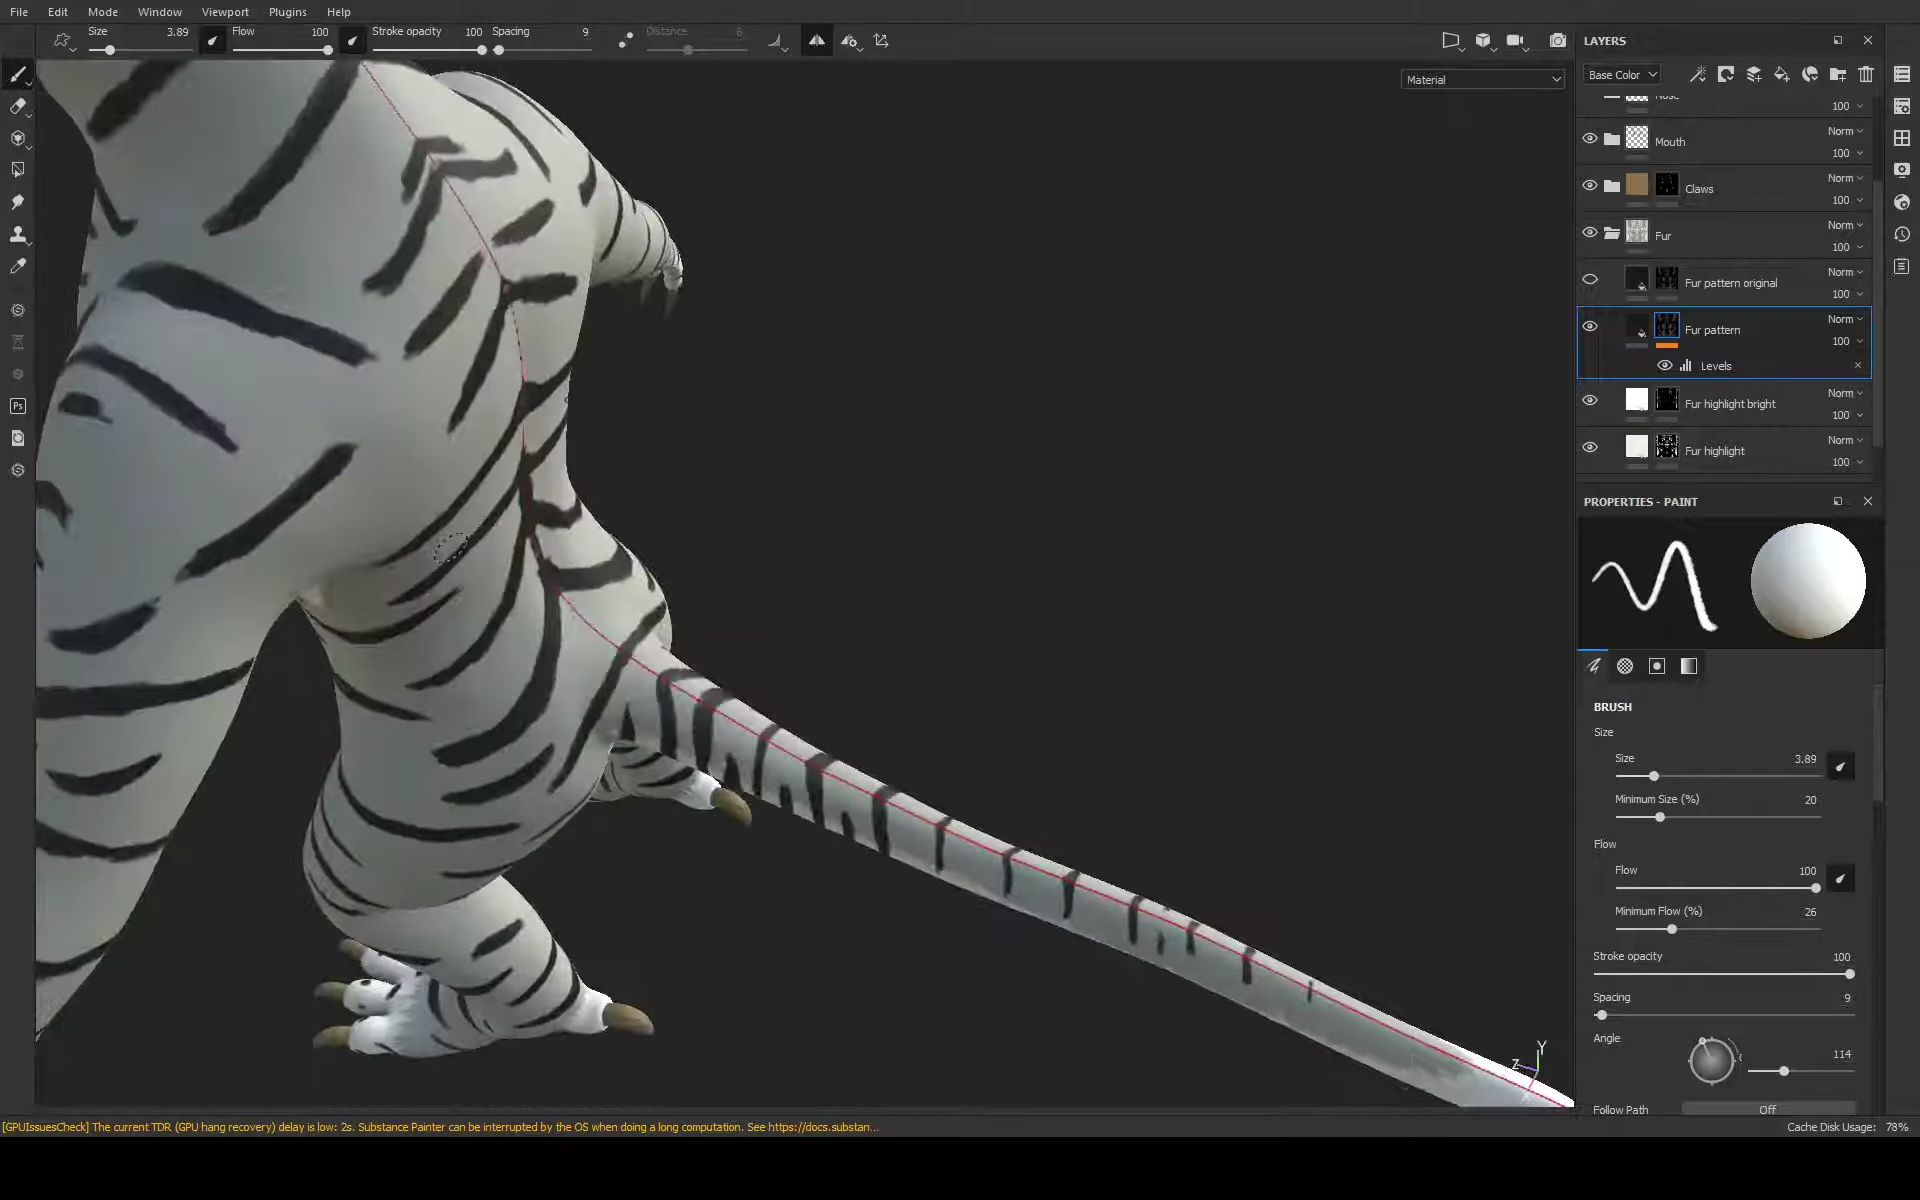 File Edit Mode Window Viewport Plugins Help
Size 3.89 Flow 100 Stroke opacity 100 Spacing 9 Distance 8
Material
LAYERS
Base Color
Nose
100
Mouth Norm
100
Claws Norm
100
Fur Norm
100
Fur pattern original Norm
100
Fur pattern Norm
100
Levels
Fur highlight bright Norm
100
Fur highlight Norm
100
PROPERTIES - PAINT
BRUSH
Size
Size 3.89
Minimum Size (%) 20
Flow
Flow 100
Minimum Flow (%) 26
Stroke opacity 100
Spacing 9
Angle 114
Follow Path Off
Ps
Y
Z
[GPUIssuesCheck] The current TDR (GPU hang recovery) delay is low: 2s. Substance Painter can be interrupted by the OS when doing a long computation. See https://docs.substan...
Cache Disk Usage: 78%